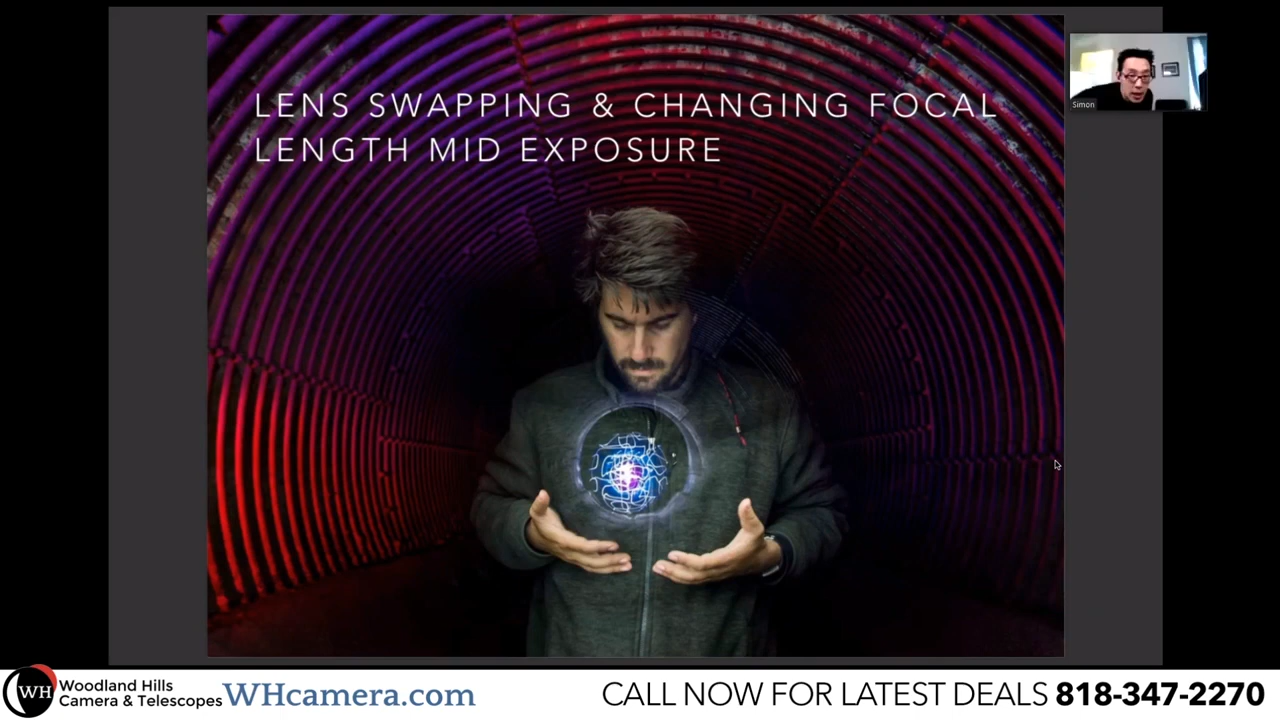 LENS SWAPPING & CHANGING FOCAL
LENGTH MID EXPOSURE
Simon
WH
Woodland Hills
Camera & Telescopes
WHcamera.com
CALL NOW FOR LATEST DEALS 818-347-2270